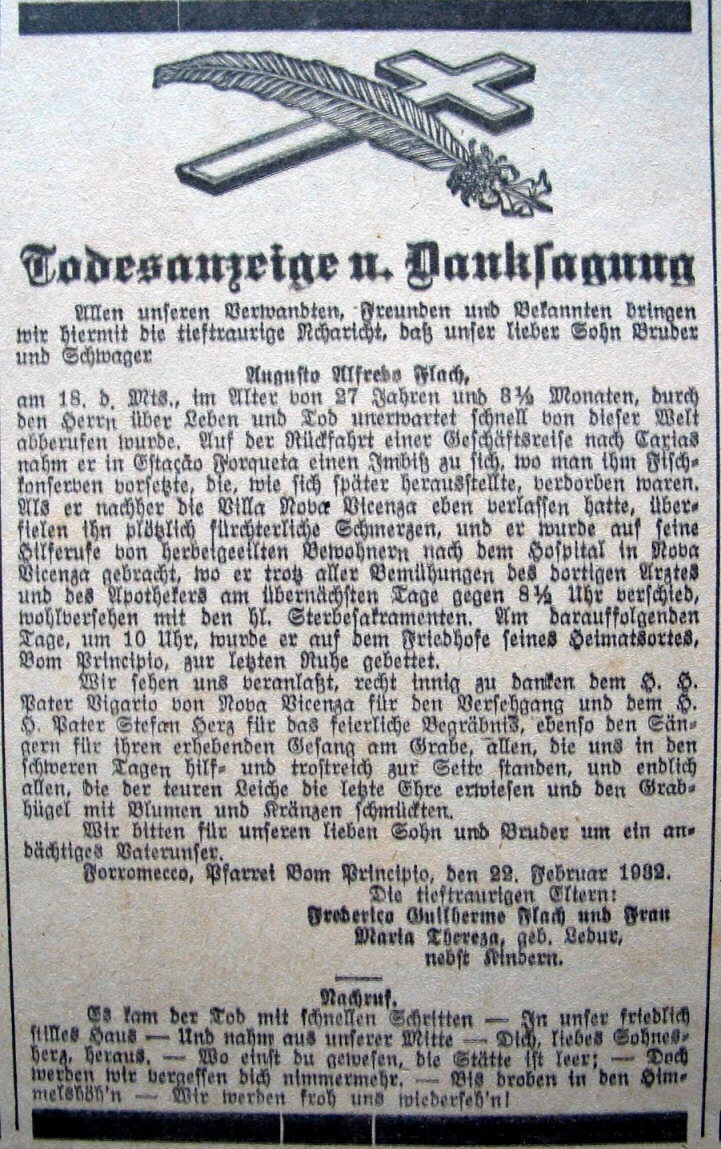 Todesanzeige u. Danksagung
Allen unseren Verwandten, Freunden und Bekannten bringen
wir hiermit die tieftraurige Ncharicht, daß unser lieber Sohn Bruder
und Schwager
Augusto Alfredo Flach,
am 18. d. Mts., im Alter von 27 Jahren und 3½ Monaten, durch
den Herrn über Leben und Tod unerwartet schnell von dieser Welt
abberufen wurde. Auf der Rückfahrt einer Geschäftsreise nach Caxias
nahm er in Estação Forqueta einen Imbiß zu sich, wo man ihm Fisch-
konserven vorsetzte, die, wie sich später herausstellte, verdorben waren.
Als er nachher die Villa Nova Vicenza eben verlassen hatte, über-
fielen ihn plötzlich fürchterliche Schmerzen, und er wurde auf seine
Hilferufe von herbeigeeilten Bewohnern nach dem Hospital in Nova
Vicenza gebracht, wo er trotz aller Bemühungen des dortigen Arztes
und des Apothekers am übernächsten Tage gegen 8½ Uhr verschied,
wohlversehen mit den hl. Sterbesakramenten. Am darauffolgenden
Tage, um 10 Uhr, wurde er auf dem Friedhofe seines Heimatsortes,
Bom Principio, zur letzten Ruhe gebettet.
Wir sehen uns veranlaßt, recht innig zu danken dem H. H.
Pater Vigario von Nova Vicenza für den Versehgang und dem H.
H. Pater Stefan Herz für das feierliche Begräbnis, ebenso den Sän-
gern für ihren erhebenden Gesang am Grabe, allen, die uns in den
schweren Tagen hilf- und trostreich zur Seite standen, und endlich
allen, die der teuren Leiche die letzte Ehre erwiesen und den Grab-
hügel mit Blumen und Kränzen schmückten.
Wir bitten für unseren lieben Sohn und Bruder um ein an-
dächtiges Vaterunser.
Forromecco, Pfarrei Bom Principio, den 22. Februar 1932.
Die tieftraurigen Eltern:
Frederico Guilherme Flach und Frau
Maria Thereza, geb. Ledur,
nebst Kindern.
Nachruf.
Es kam der Tod mit schnellen Schritten — In unser friedlich
stilles Haus — Und nahm aus unserer Mitte — Dich, liebes Sohnes-
herz, heraus. — Wo einst du gewesen, die Stätte ist leer; — Doch
werden wir vergessen dich nimmermehr. — Bis droben in den Him-
melshöh'n — Wir werden froh uns wiederseh'n!